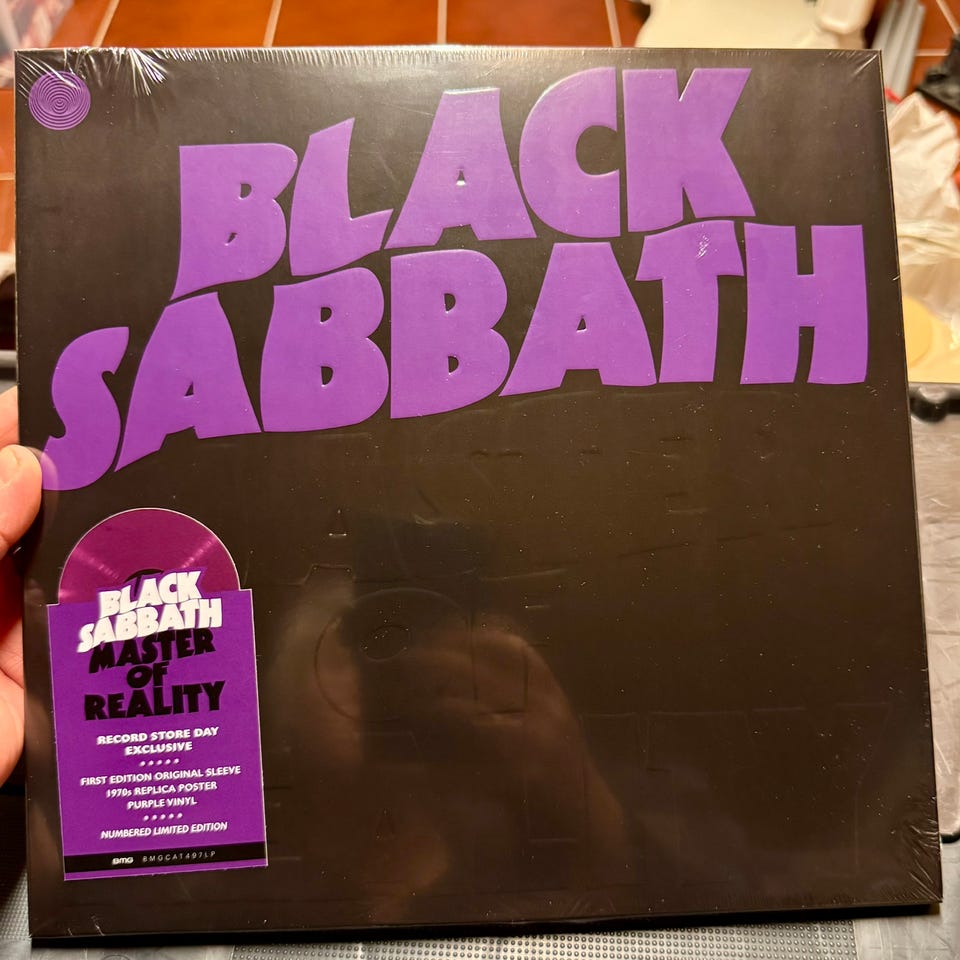 BLACK
SABBATH
BLACK
SABBATH
MASTER
OF
REALITY
RECORD STORE DAY
EXCLUSIVE
FIRST EDITION ORIGINAL SLEEVE
1970s REPLICA POSTER
PURPLE VINYL
NUMBERED LIMITED EDITION
BMG BMGCAT497LP